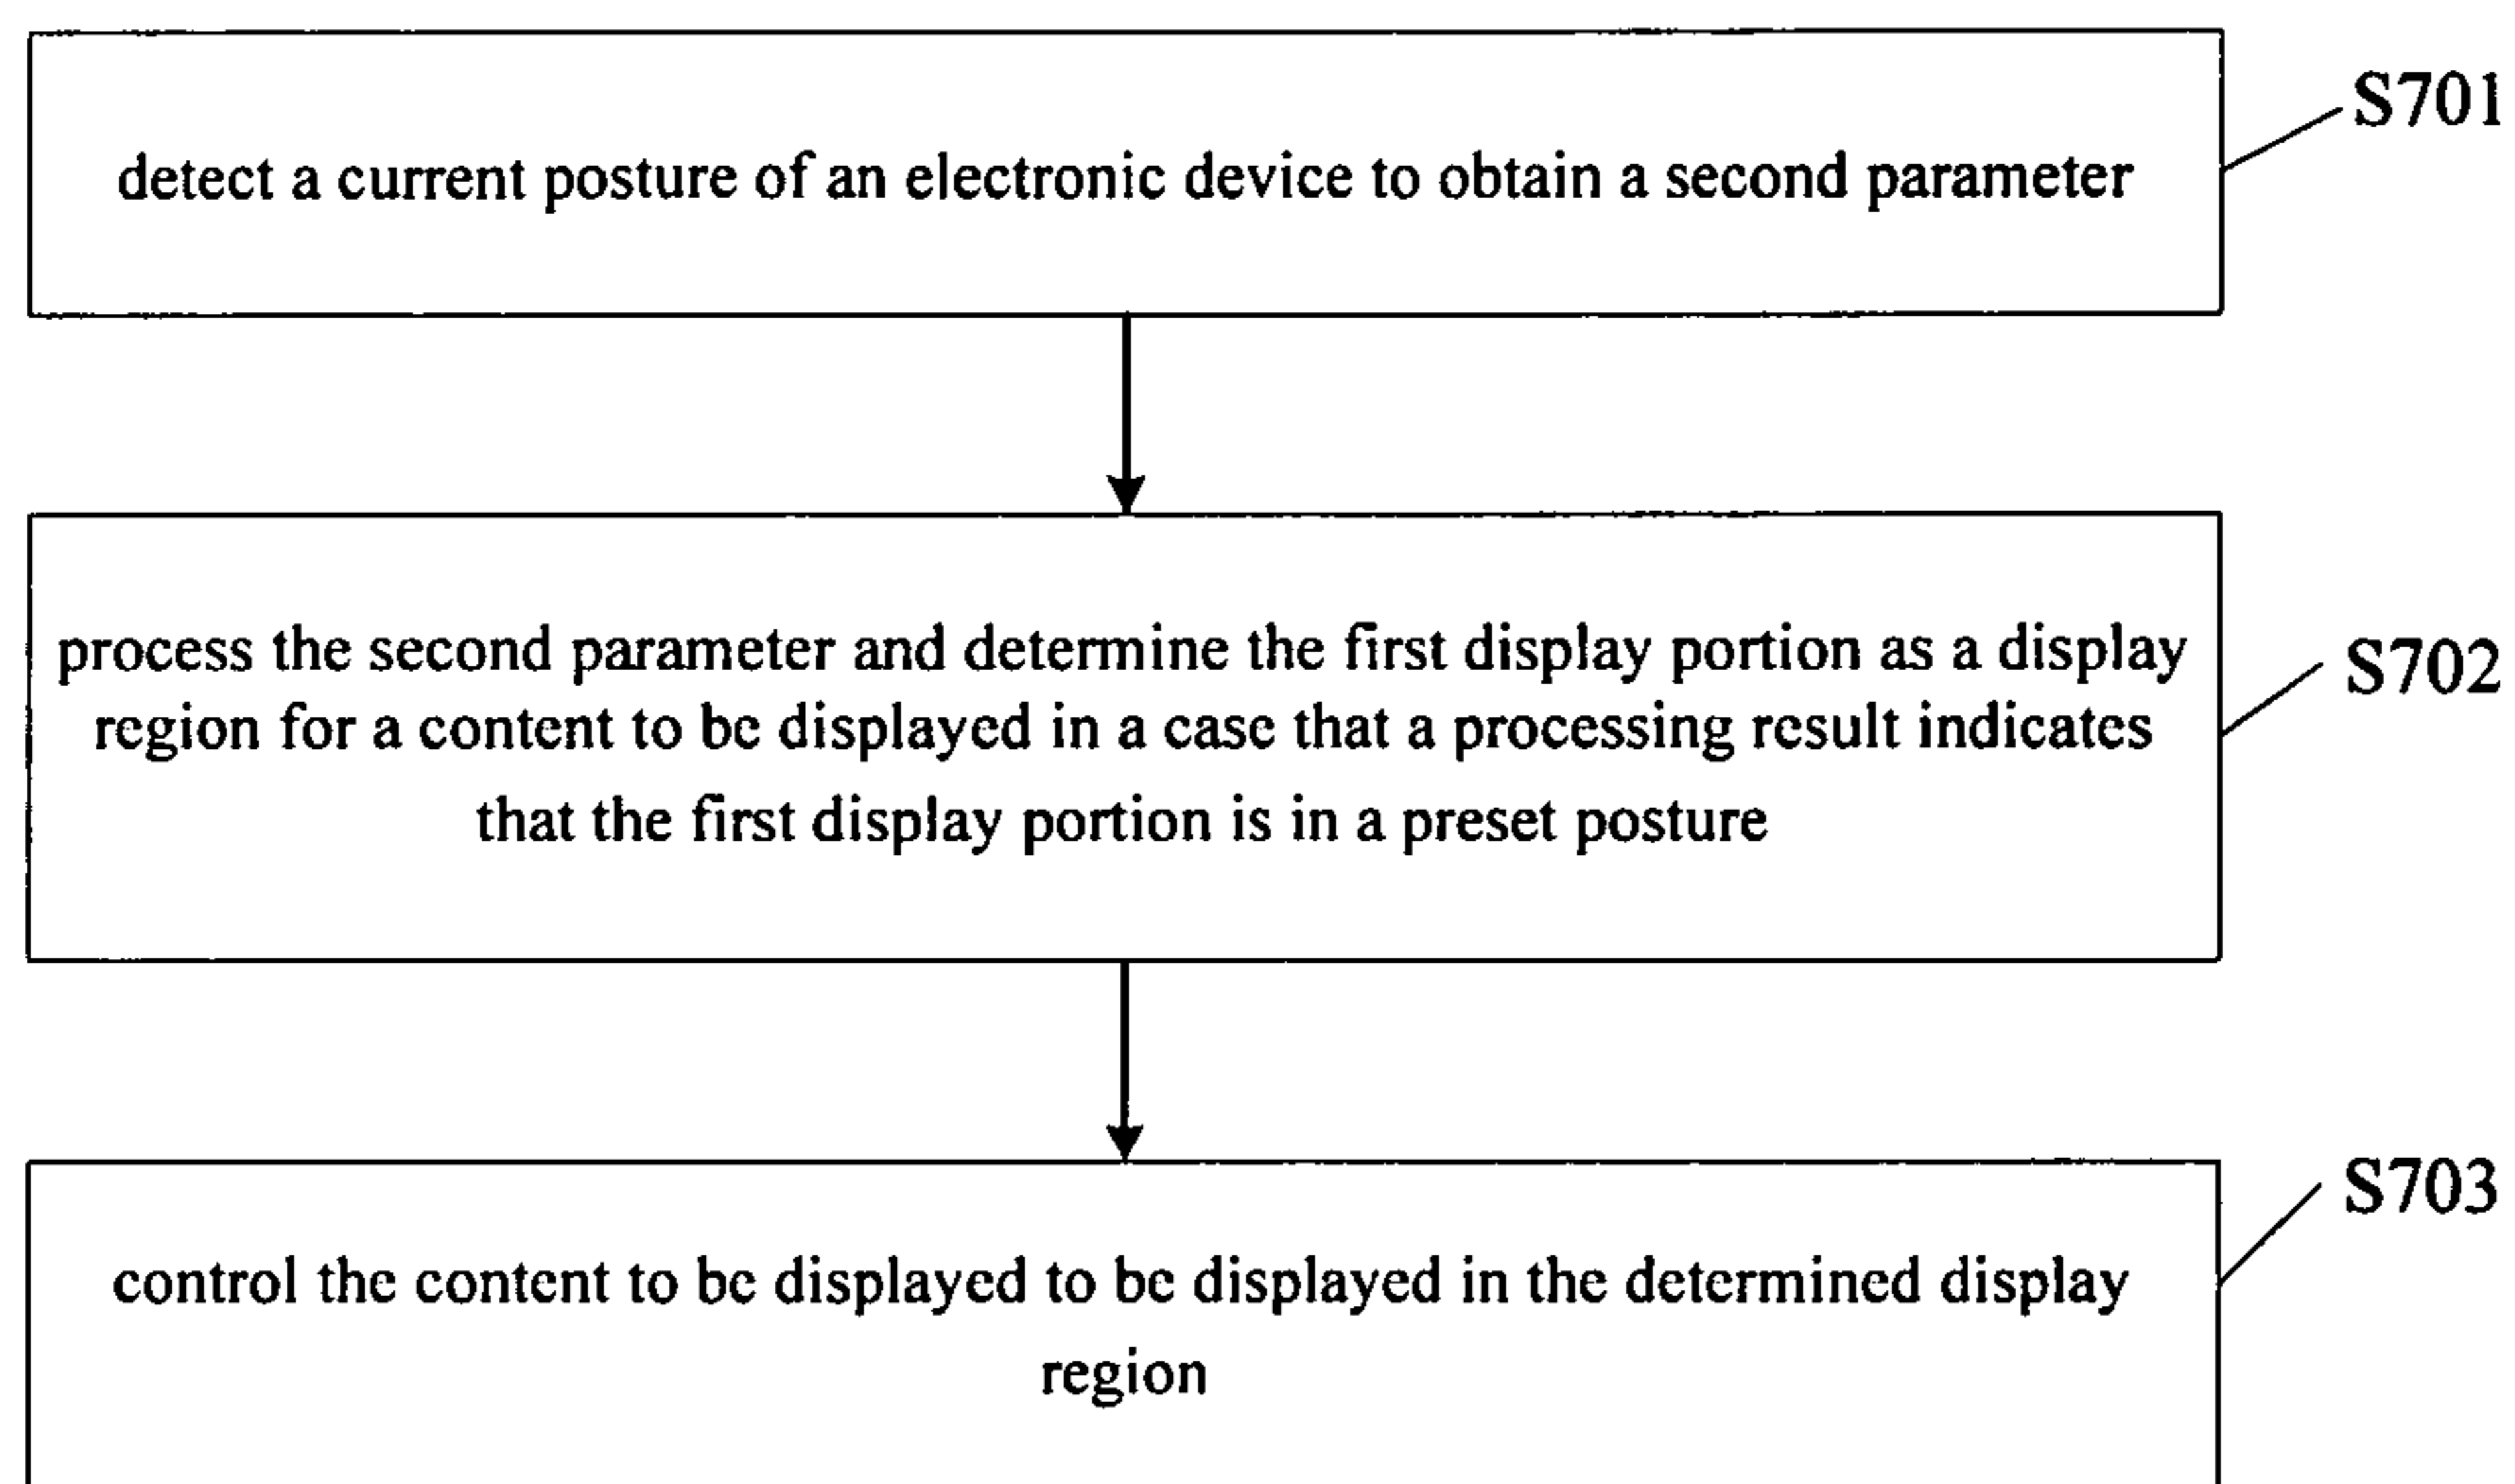 S701
detect a current posture of an electronic device to obtain a second parameter
process the second parameter and determine the first display portion as a display
S702
region for a content to be displayed in a case that a processing result indicates
that the first display portion is in a preset posture
S703
control the content to be displayed to be displayed in the determined display
region